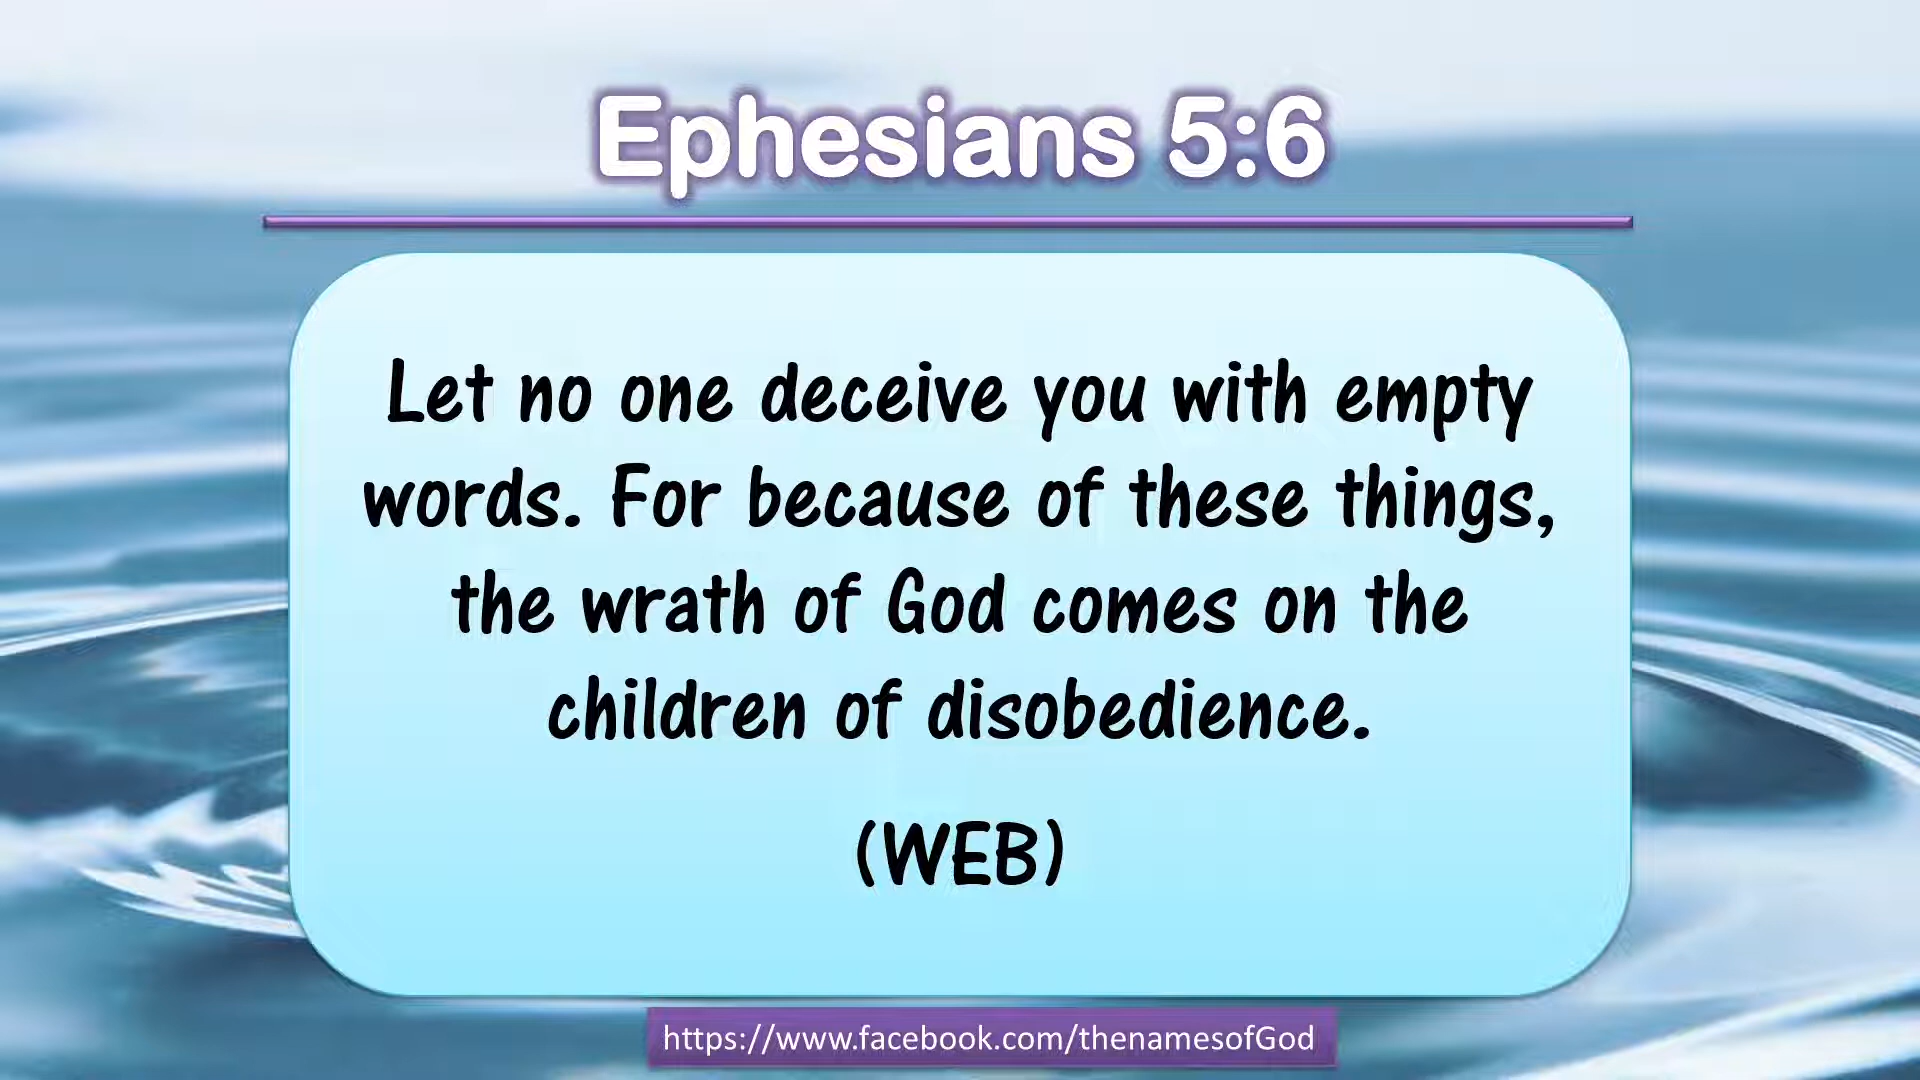 Ephesians 5:6
Let no one deceive you with empty
words. For because of these things,
the wrath of God comes on the
children of disobedience.
(WEB)
https://www.facebook.com/thenamesofGod